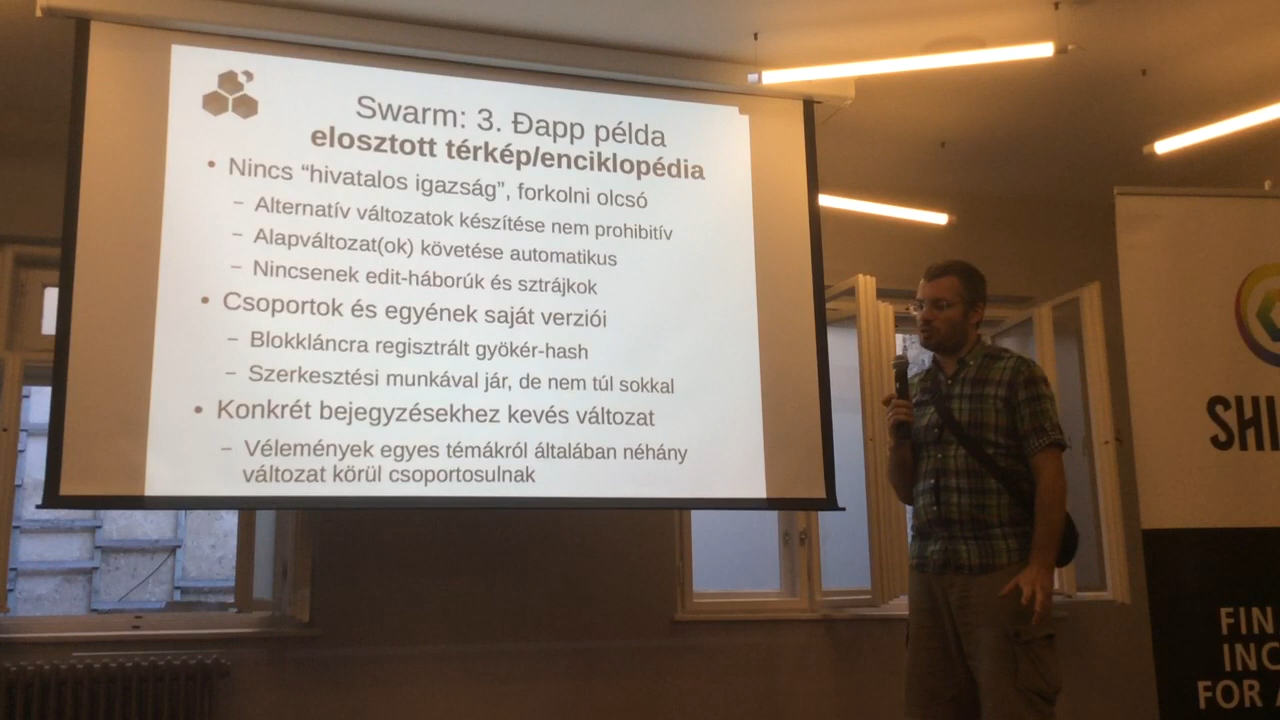 Swarm: 3. Đapp példa
elosztott térkép/enciklopédia
• Nincs “hivatalos igazság”, forkolni olcsó
– Alternatív változatok készítése nem prohibitív
– Alapváltozat(ok) követése automatikus
– Nincsenek edit-háborúk és sztrájkok
• Csoportok és egyének saját verziói
– Blokkláncra regisztrált gyökér-hash
– Szerkesztési munkával jár, de nem túl sokkal
• Konkrét bejegyzésekhez kevés változat
– Vélemények egyes témákról általában néhány
változat körül csoportosulnak
SHI
FIN
INC
FOR